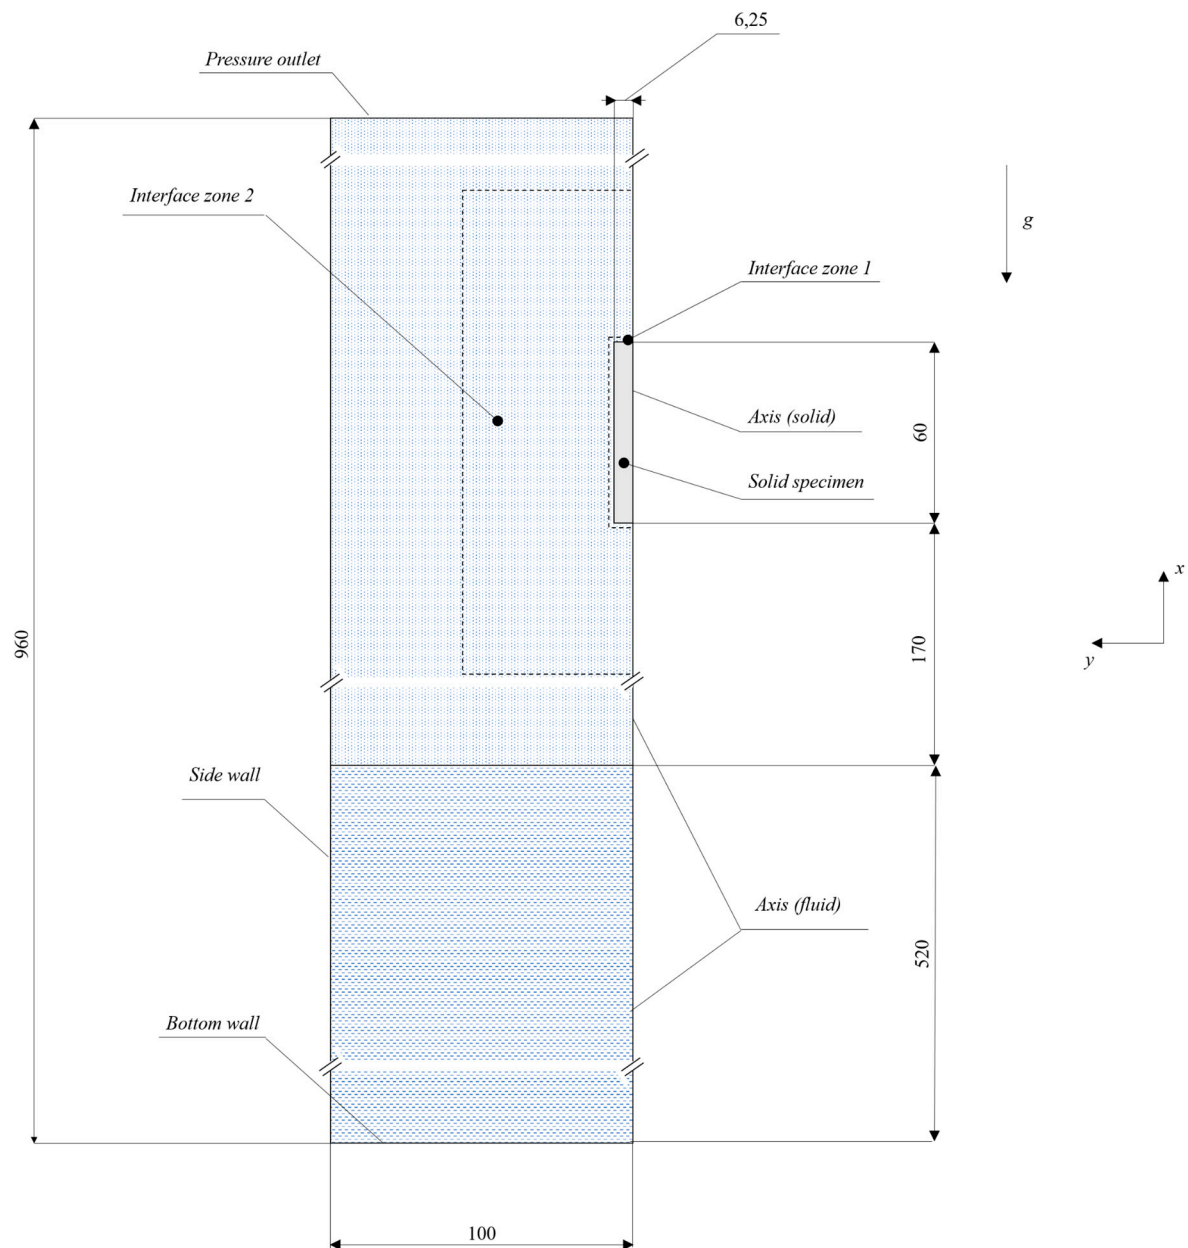 6,25
Pressure outlet
Interface zone 2
g
Interface zone 1
Axis (solid)
60
Solid specimen
x
960
170
y
Side wall
Axis (fluid)
520
Bottom wall
100